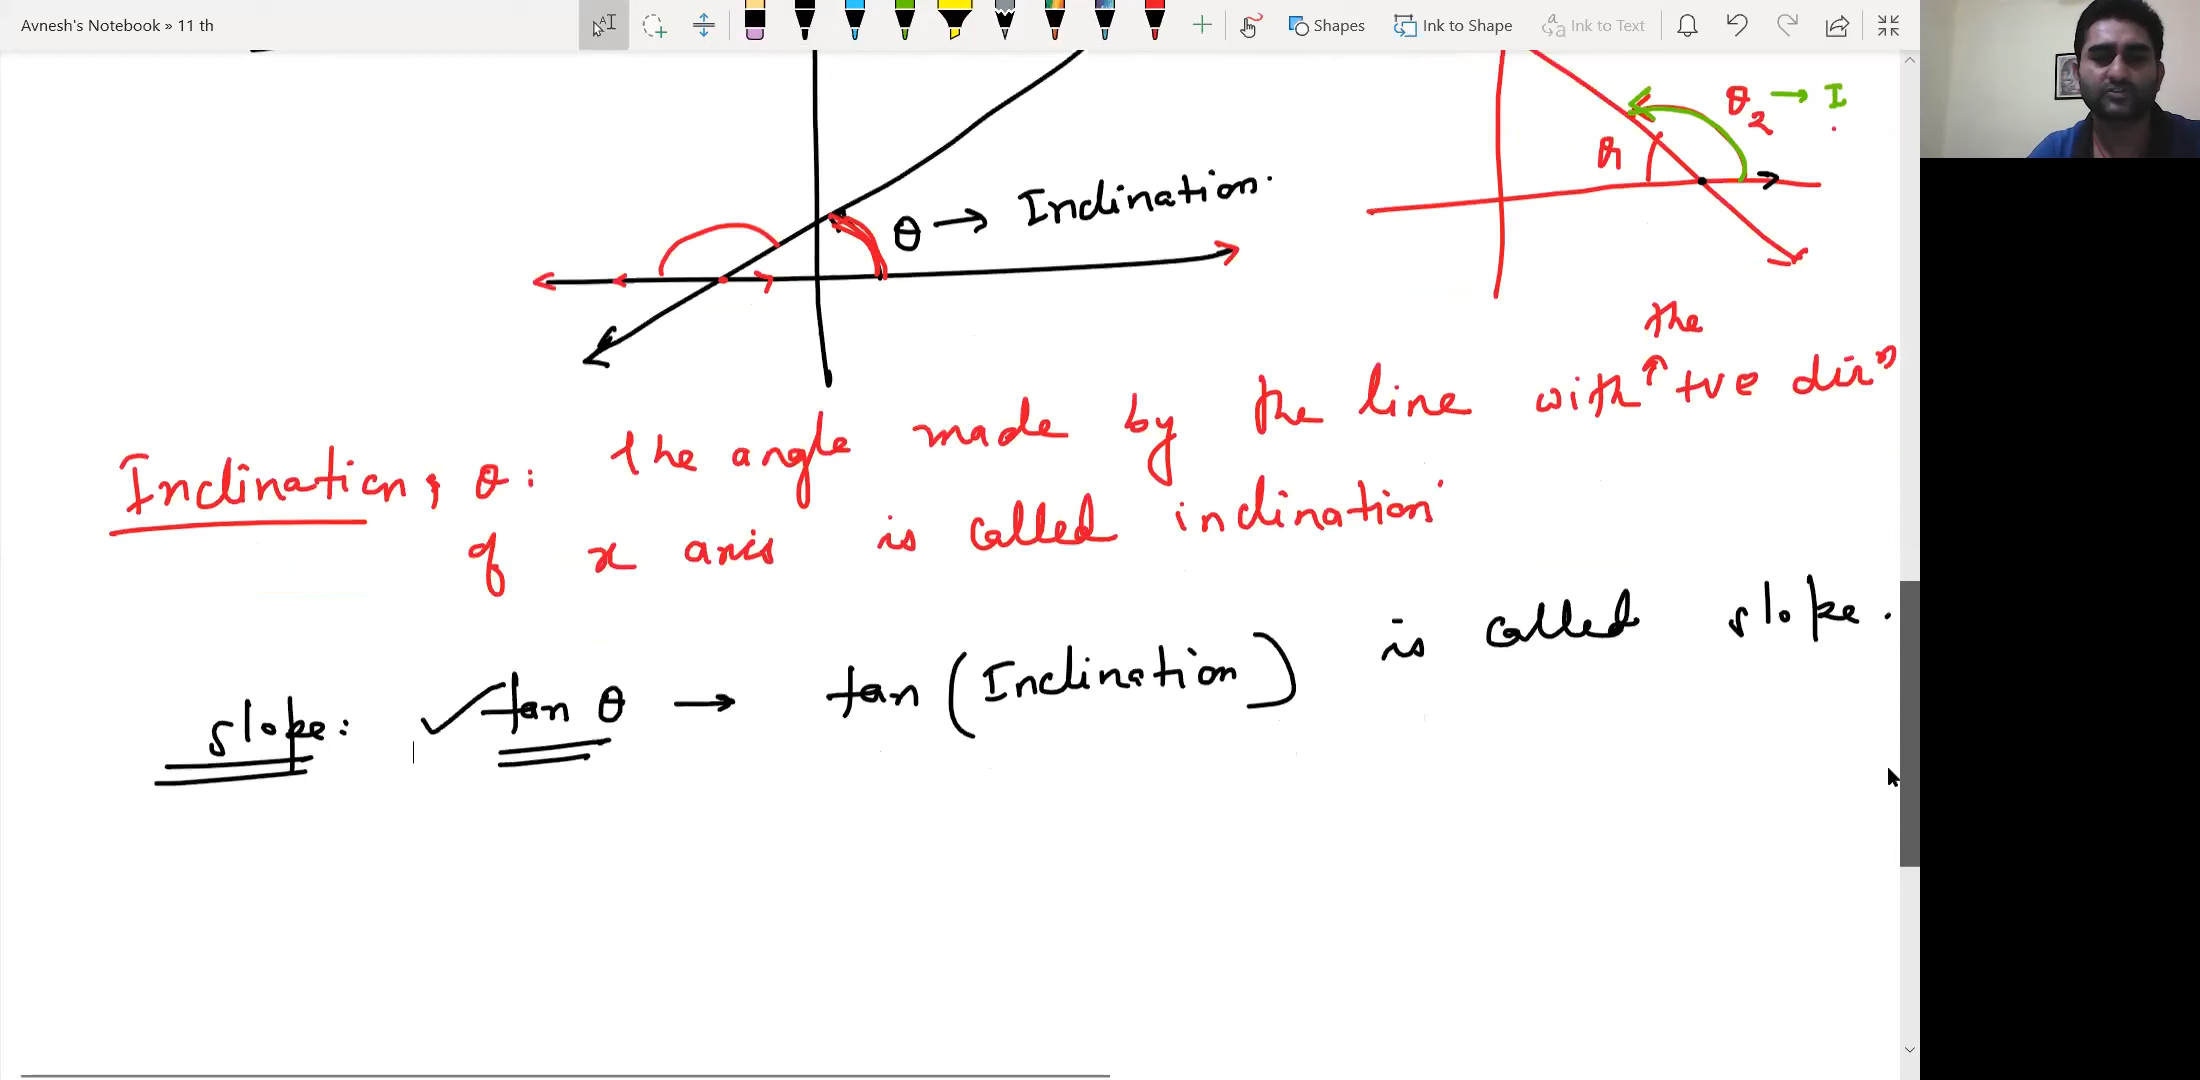 Avnesh's Notebook » 11 th
Shapes
Ink to Shape
Ink to Text
θ₂ → I
θ₁
θ → Inclination.
the
Inclination, θ: the angle made by the line with ↑ +ve dirⁿ
of x axis is called inclination
slope: ✓ tan θ → tan (Inclination) is called slope.